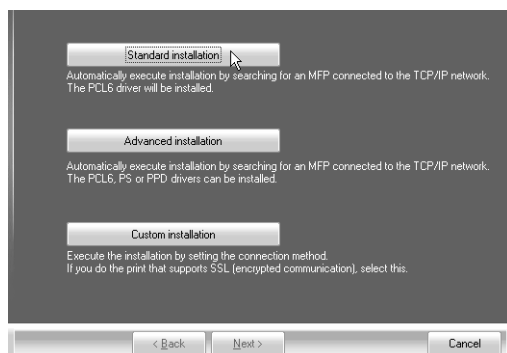 Standard installation
Automatically execute installation by searching for an MFP connected to the TCP/IP network.
The PCL6 driver will be installed.
Advanced installation
Automatically execute installation by searching for an MFP connected to the TCP/IP network.
The PCL6, PS or PPD drivers can be installed.
Custom installation
Execute the installation by setting the connection method.
If you do the print that supports SSL (encrypted communication), select this.
< Back Next > Cancel